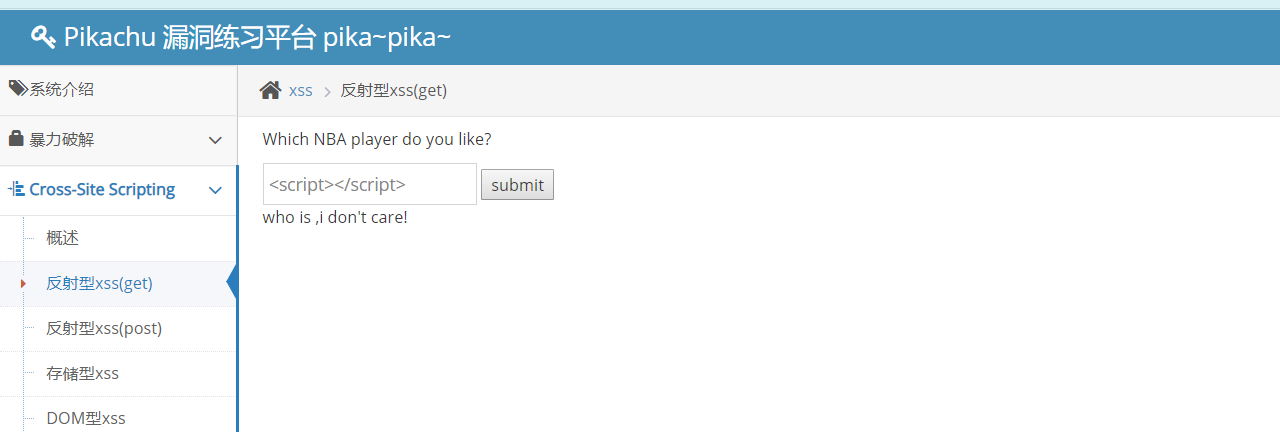 Pikachu 漏洞练习平台 pika~pika~
系统介绍
xss
反射型xss(get)
暴力破解
Which NBA player do you like?
Cross-Site Scripting
<script></script>
submit
who is ,i don't care!
概述
反射型xss(get)
反射型xss(post)
存储型xss
DOM型xss